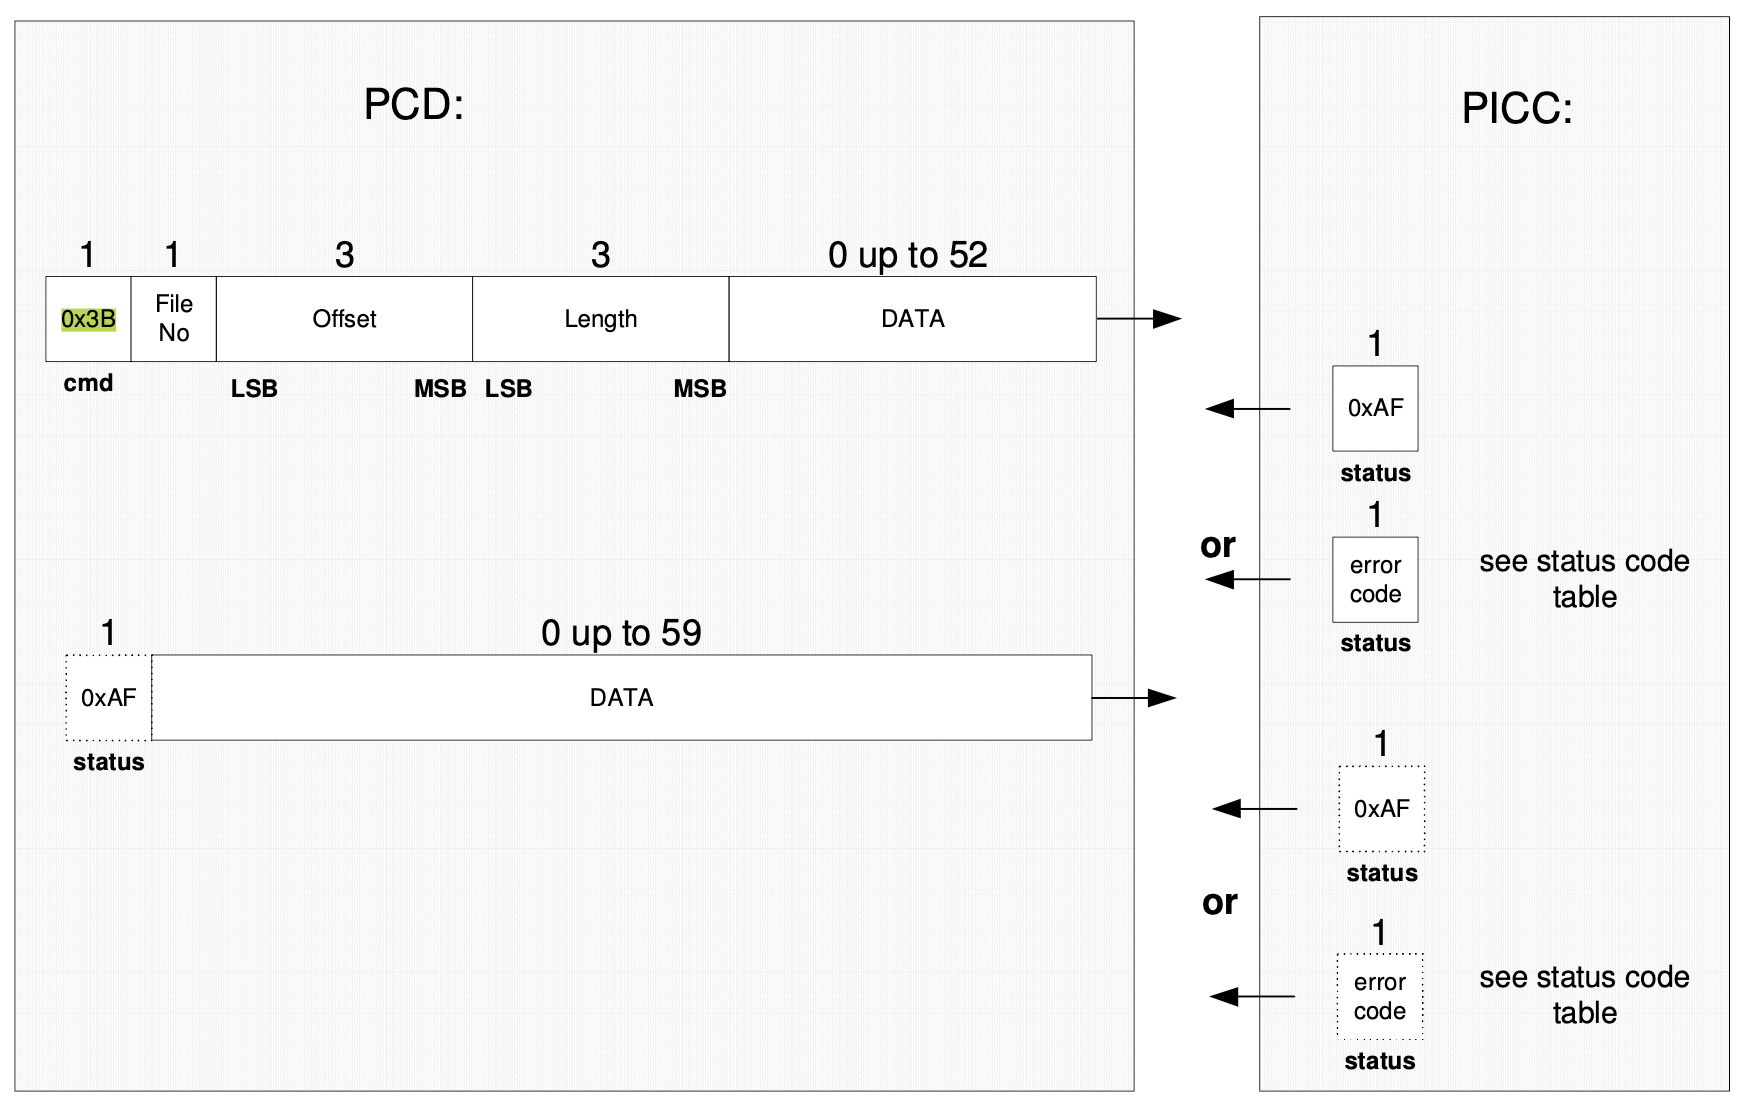 PCD:
PICC:
1 1 3 3 0 up to 52
0x3B
File
No
Offset
Length
DATA
cmd
LSB MSB LSB MSB
1
0xAF
status
or
1
error
code
status
see status code
table
1 0 up to 59
0xAF
DATA
status
1
0xAF
status
or
1
error
code
status
see status code
table